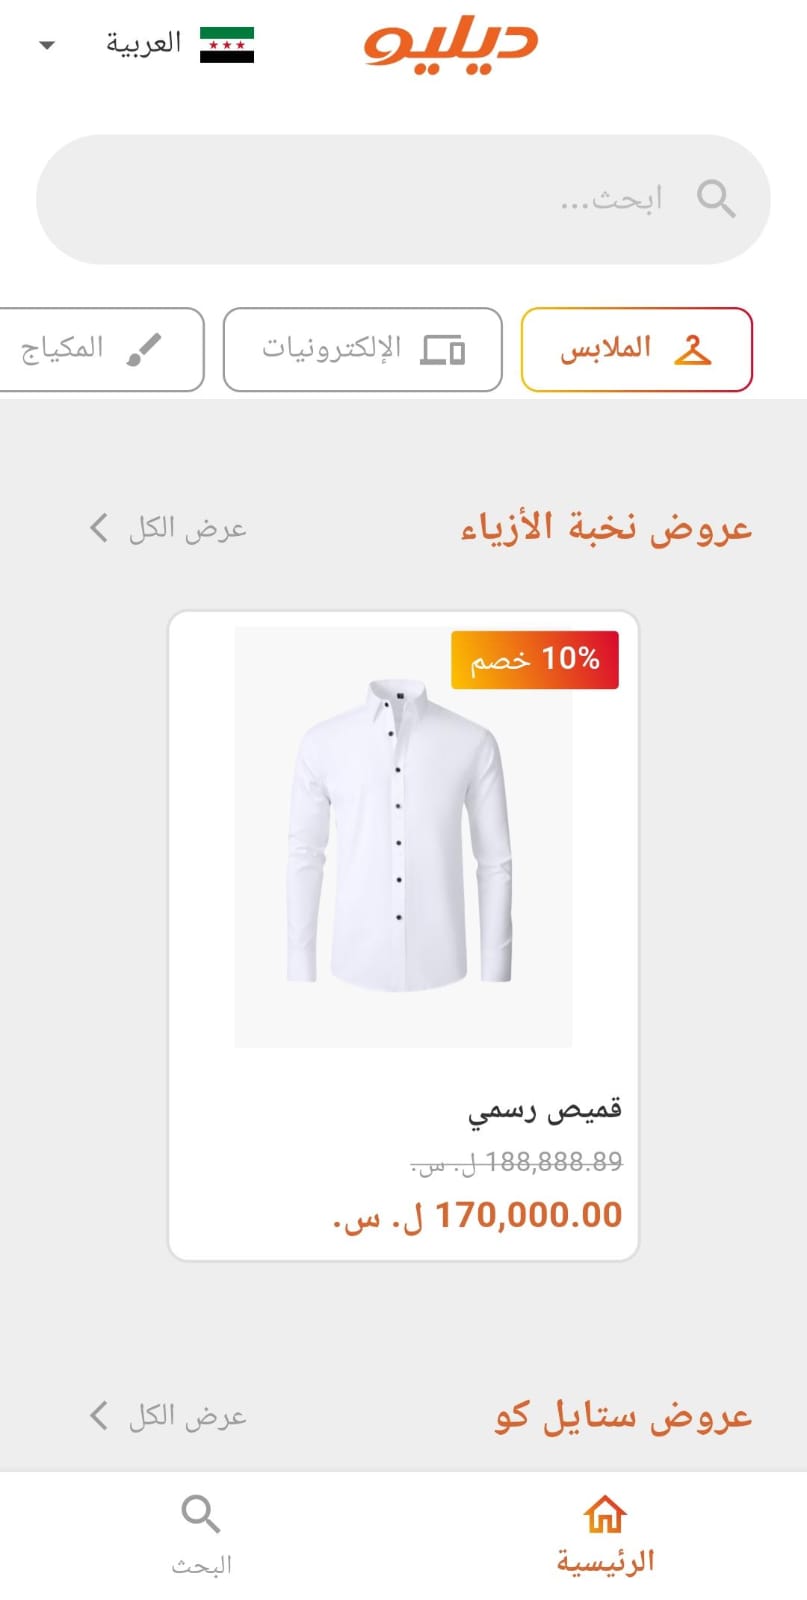 ديليو
العربية
ابحث...
الملابس
الإلكترونيات
المكياج
عروض نخبة الأزياء
عرض الكل
10% خصم
قميص رسمي
188,888.89 ل. س.
170,000.00 ل. س.
عروض ستايل كو
عرض الكل
الرئيسية
البحث